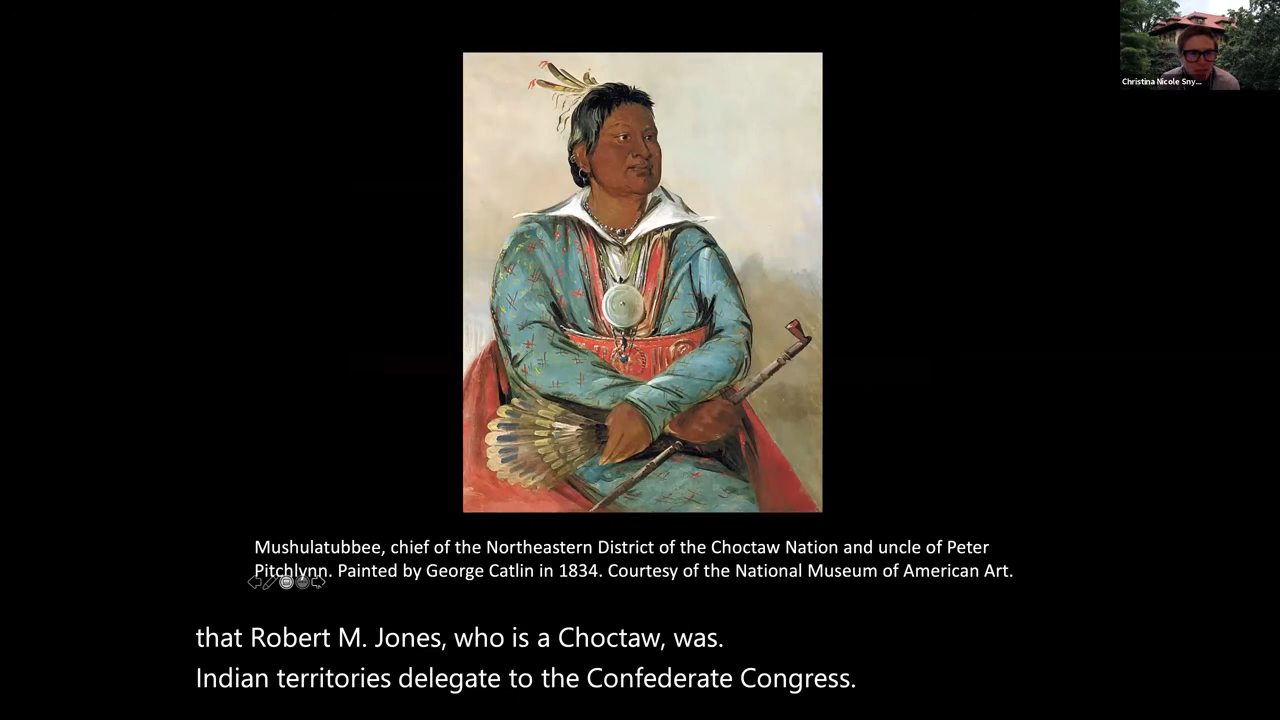 Christina Nicole Sny...
Mushulatubbee, chief of the Northeastern District of the Choctaw Nation and uncle of Peter
Pitchlynn. Painted by George Catlin in 1834. Courtesy of the National Museum of American Art.
that Robert M. Jones, who is a Choctaw, was.
Indian territories delegate to the Confederate Congress.